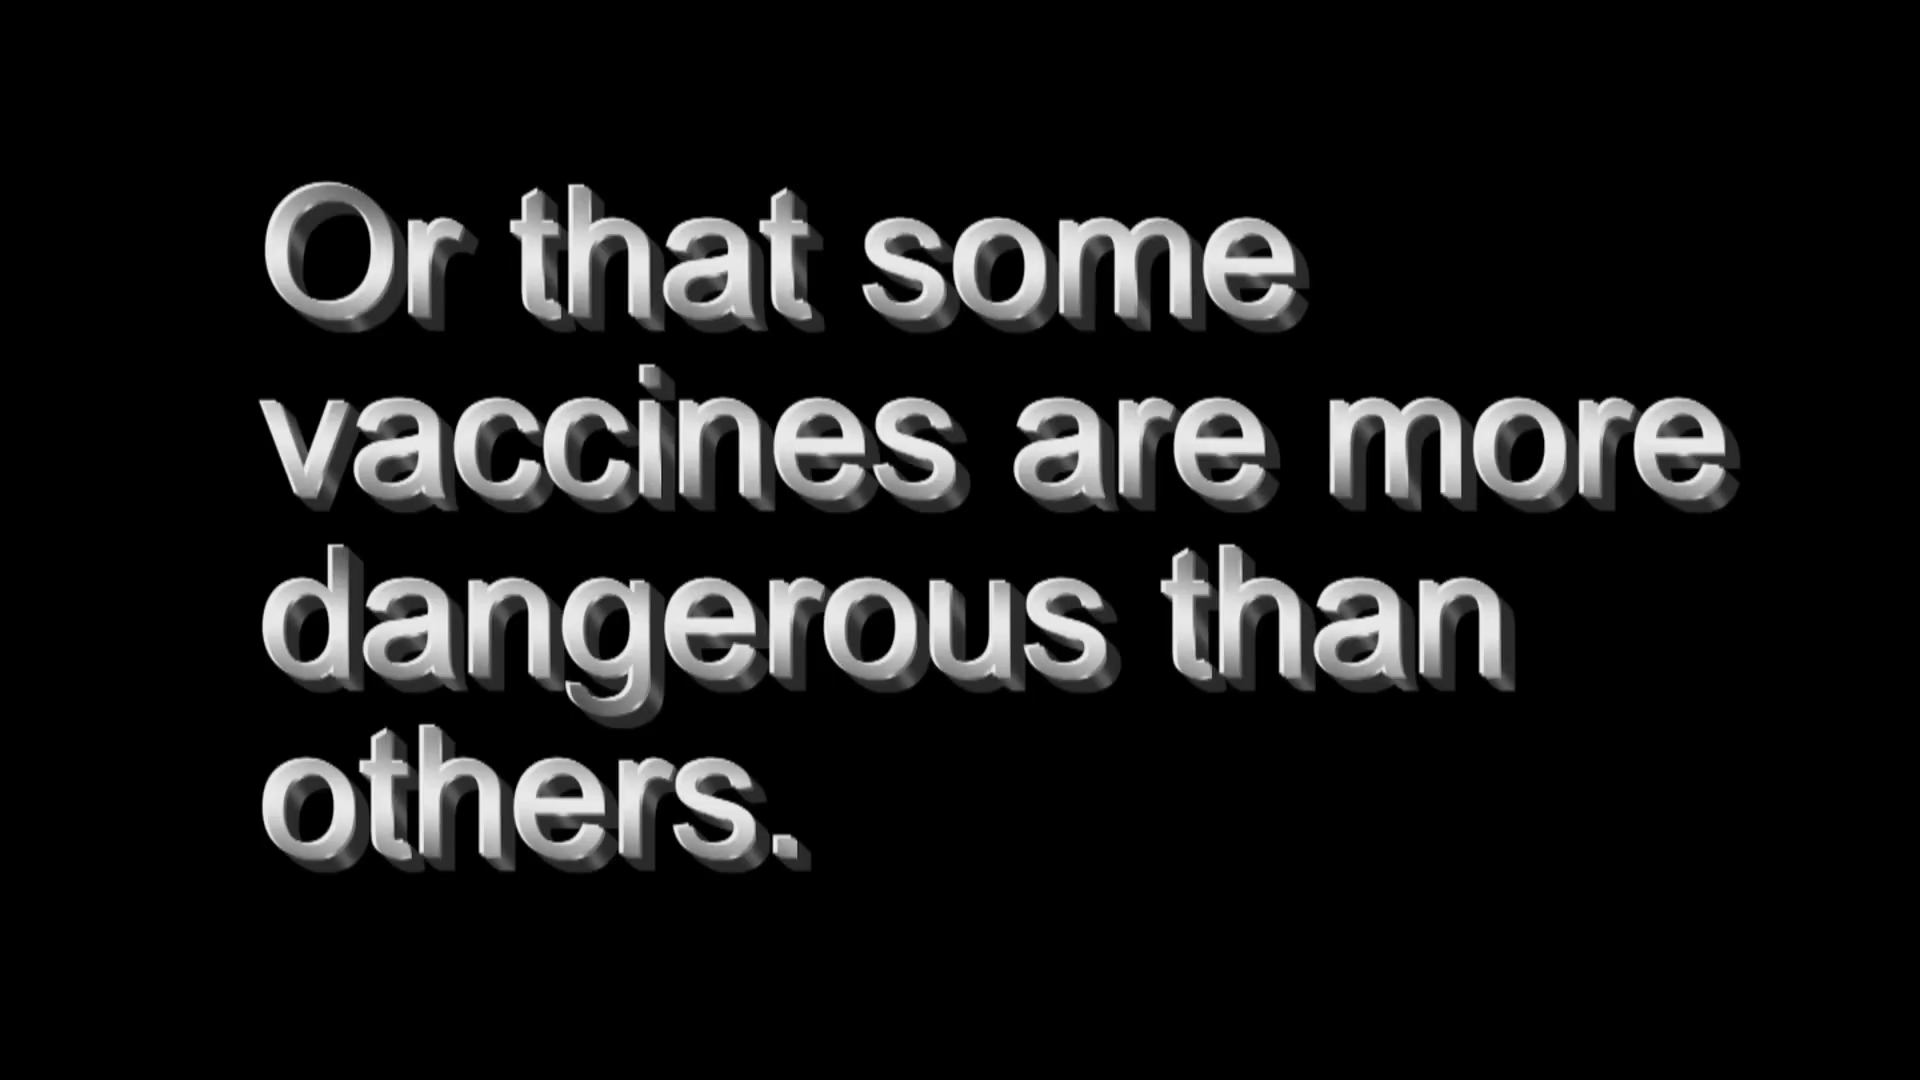 Or that some
vaccines are more
dangerous than
others.